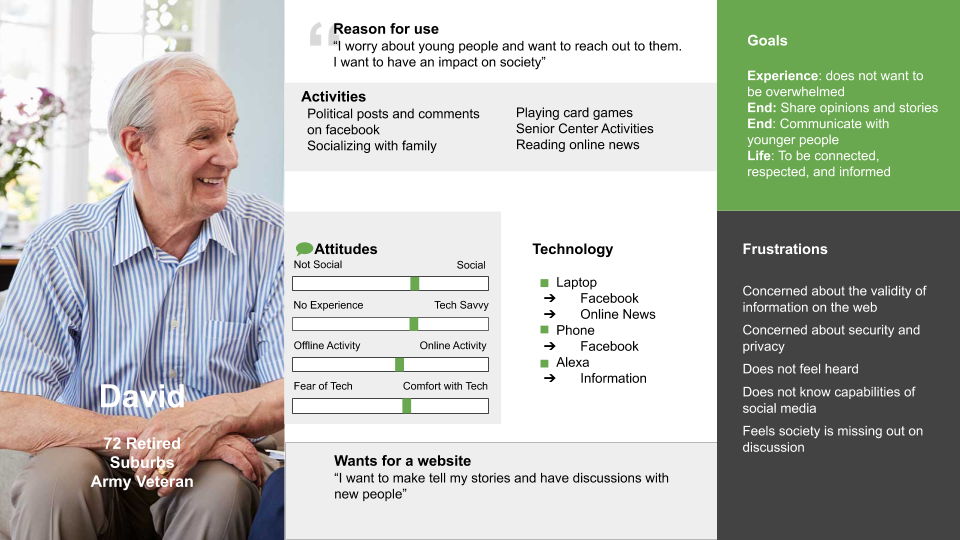 David
72 Retired
Suburbs
Army Veteran
Reason for use
“I worry about young people and want to reach out to them.
I want to have an impact on society”
Activities
Political posts and comments
on facebook
Socializing with family
Playing card games
Senior Center Activities
Reading online news
Attitudes
Not Social Social
No Experience Tech Savvy
Offline Activity Online Activity
Fear of Tech Comfort with Tech
Technology
Laptop
➔ Facebook
➔ Online News
Phone
➔ Facebook
Alexa
➔ Information
Wants for a website
“I want to make tell my stories and have discussions with
new people”
Goals
Experience: does not want to
be overwhelmed
End: Share opinions and stories
End: Communicate with
younger people
Life: To be connected,
respected, and informed
Frustrations
Concerned about the validity of
information on the web
Concerned about security and
privacy
Does not feel heard
Does not know capabilities of
social media
Feels society is missing out on
discussion